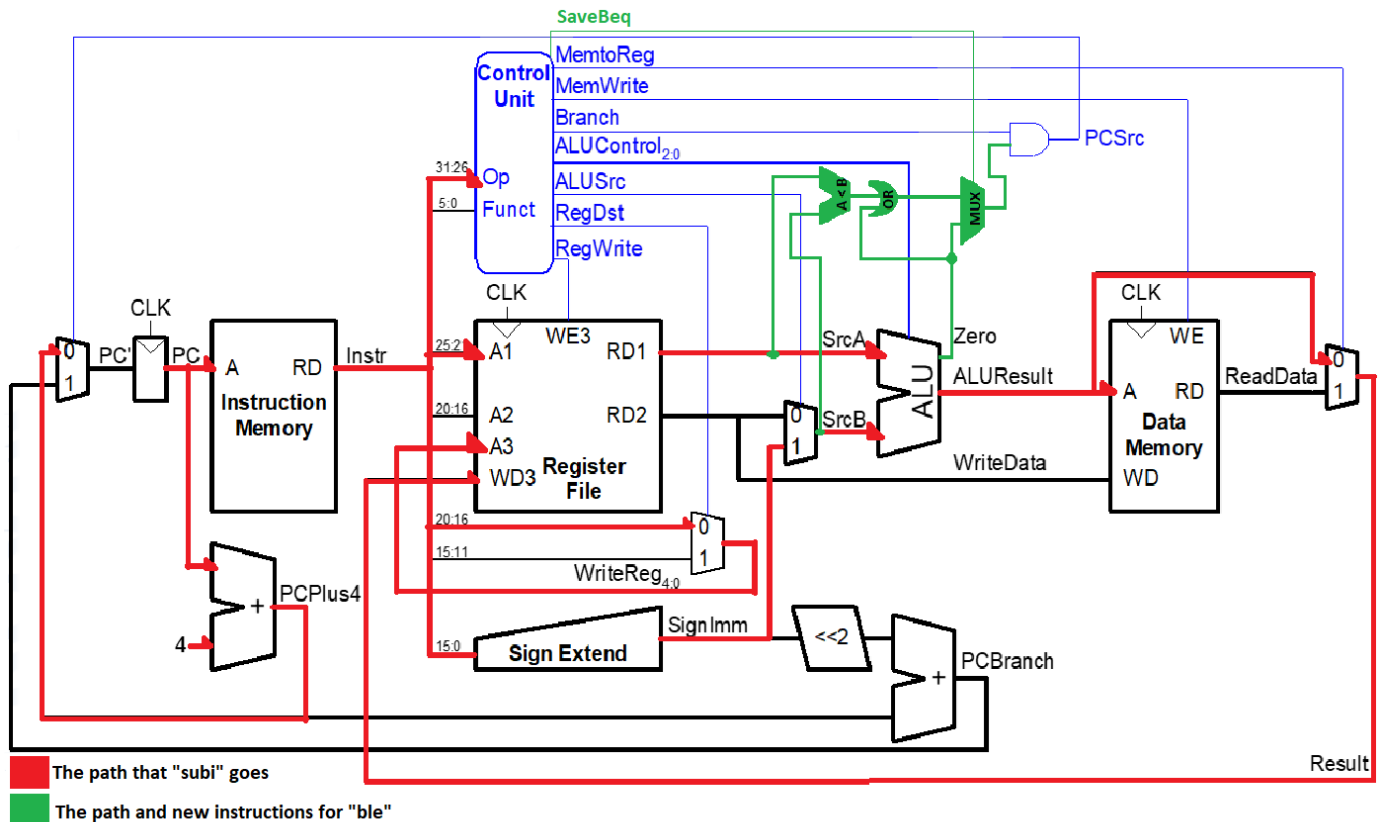 SaveBeq
MemtoReg
Control
Unit
MemWrite
Branch
ALUControl2:0
PCSrc
31:26
Op
ALUSrc
5:0
Funct
RegDst
RegWrite
A < B
OR
MUX
CLK
CLK
CLK
0
1
PC'
PC
A
RD
Instruction
Memory
Instr
25:2
A1
WE3
RD1
20:16
A2
RD2
A3
WD3
Register
File
SrcA
0
1
SrcB
ALU
Zero
ALUResult
WriteData
WE
A
RD
Data
Memory
WD
ReadData
0
1
20:16
0
15:11
1
WriteReg4:0
PCPlus4
+
4
15:0
Sign Extend
SignImm
<<2
+
PCBranch
Result
The path that "subi" goes
The path and new instructions for "ble"